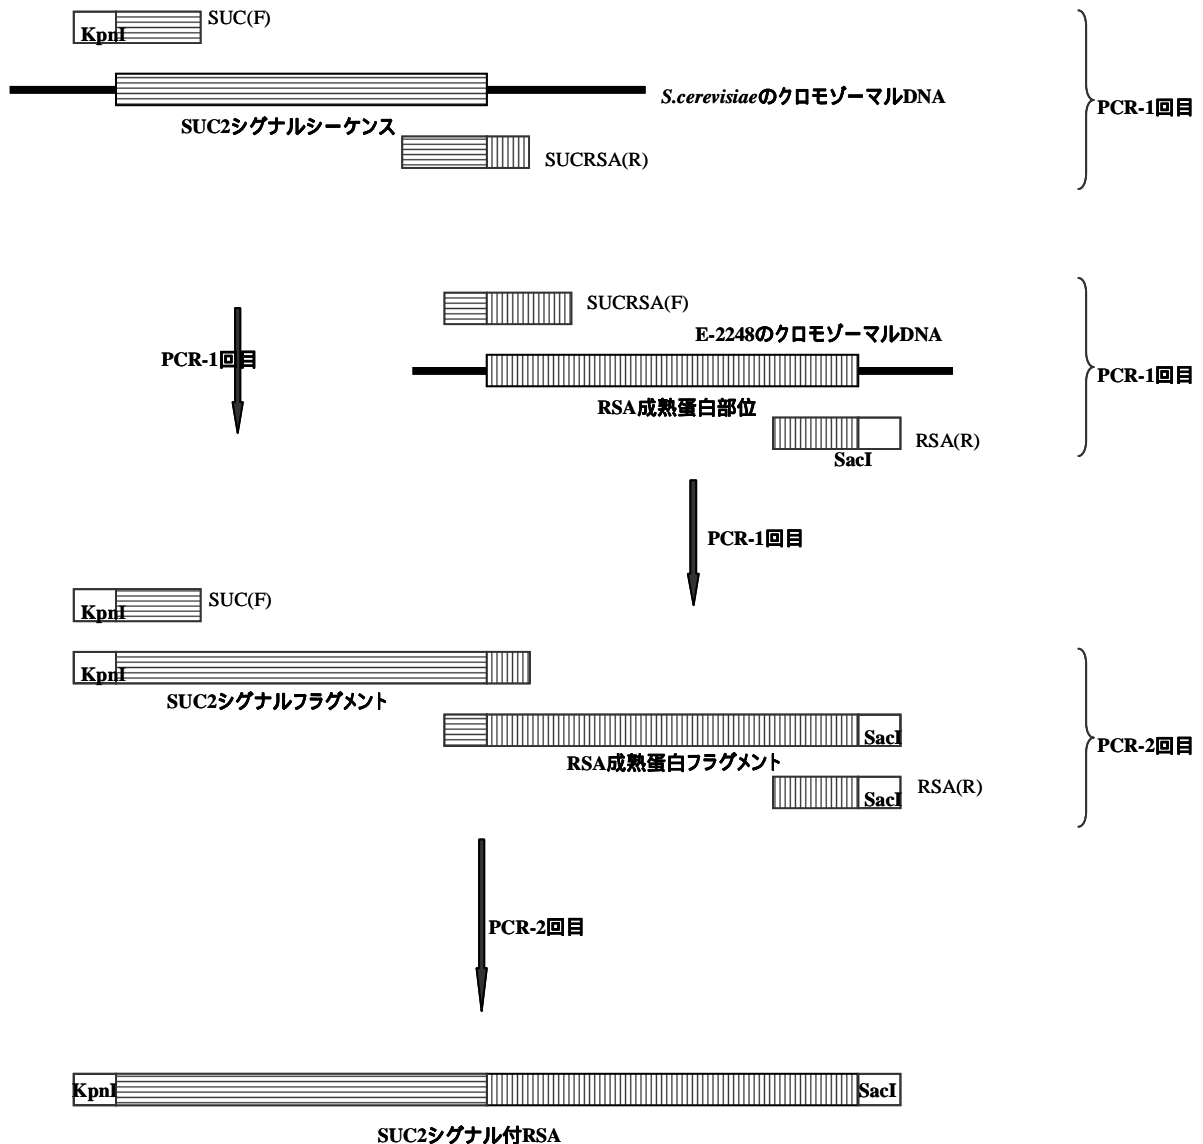 KpnI
SUC(F)
S.cerevisiaeのクロモゾーマルDNA
SUC2シグナルシーケンス
SUCRSA(R)
PCR-1回目
SUCRSA(F)
E-2248のクロモゾーマルDNA
PCR-1回目
RSA成熟蛋白部位
RSA(R)
SacI
PCR-1回目
PCR-1回目
KpnI
SUC(F)
KpnI
SUC2シグナルフラグメント
SacI
RSA成熟蛋白フラグメント
SacI
RSA(R)
PCR-2回目
PCR-2回目
KpnI
SacI
SUC2シグナル付RSA